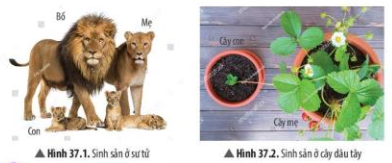 Bố
Mẹ
Con
▲ Hình 37.1. Sinh sản ở sư tử
Cây con
Cây mẹ
▲ Hình 37.2. Sinh sản ở cây dâu tây